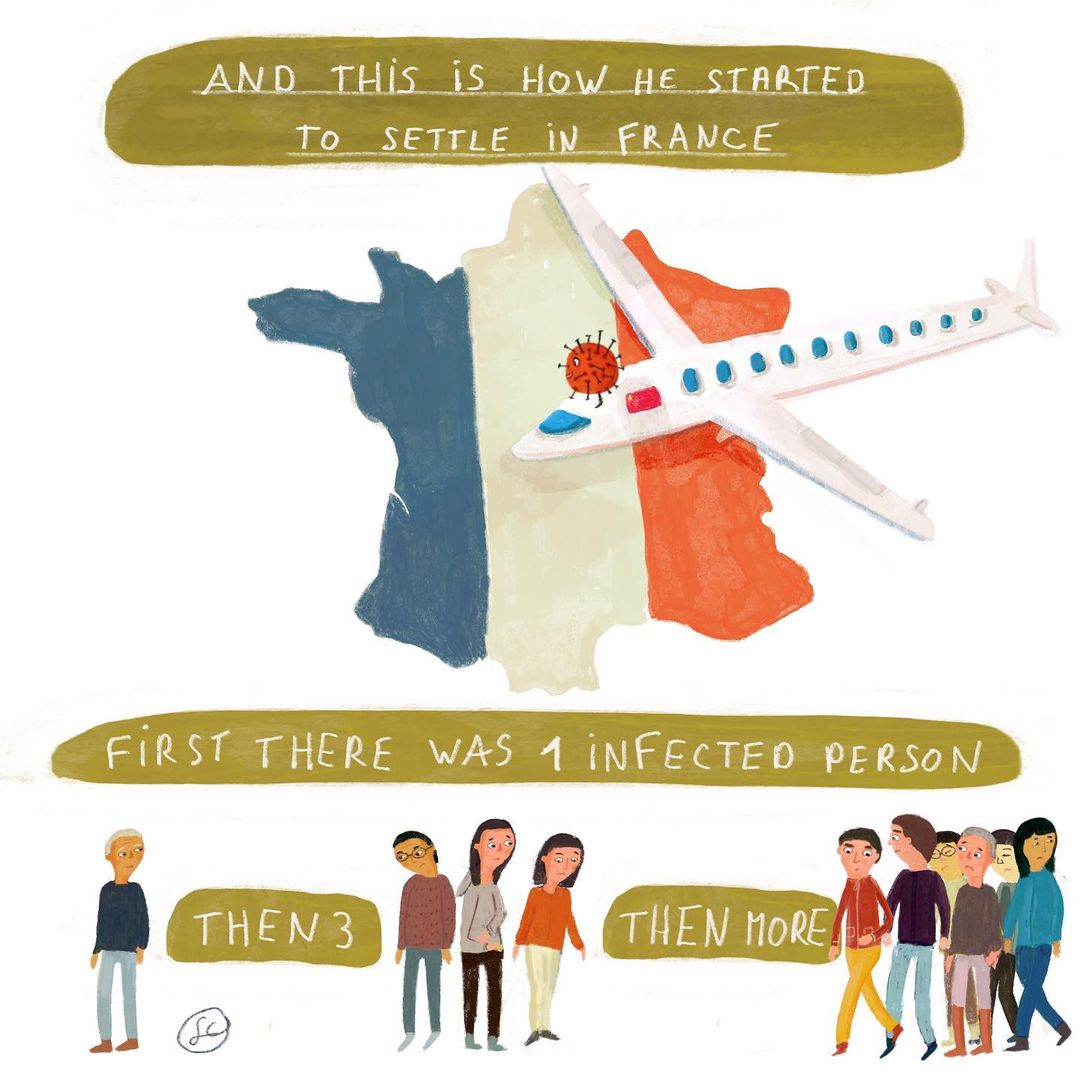 AND THiS iS HOW HE STARTED
TO SETTLE iN FRANCE
FiRST THERE WAS 1 iNFECTED PERSON
THEN 3
THEN MORE